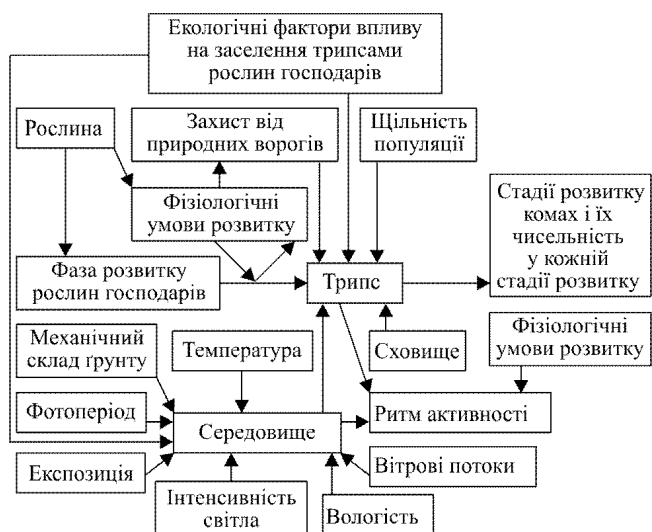 Екологічні фактори впливу
на заселення трипсами
рослин господарів
Рослина
Захист від
природних ворогів
Щільність
популяції
Фізіологічні
умови розвитку
Стадії розвитку
комах і їх
чисельність
у кожній
стадії розвитку
Фаза розвитку
рослин господарів
Трипс
Механічний
склад ґрунту
Температура
Сховище
Фізіологічні
умови розвитку
Фотоперіод
Середовище
Ритм активності
Експозиція
Інтенсивність
світла
Вологість
Вітрові потоки